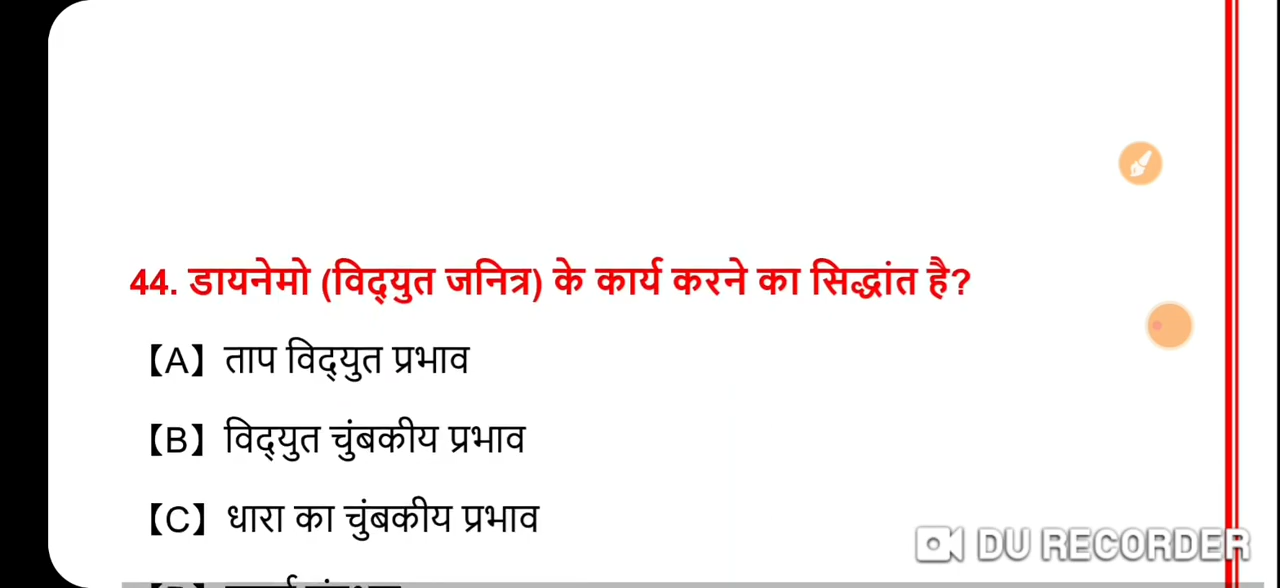 44. डायनेमो (विद्युत जनित्र) के कार्य करने का सिद्धांत है?
【A】 ताप विद्युत प्रभाव
【B】 विद्युत चुंबकीय प्रभाव
【C】 धारा का चुंबकीय प्रभाव
DU RECORDER